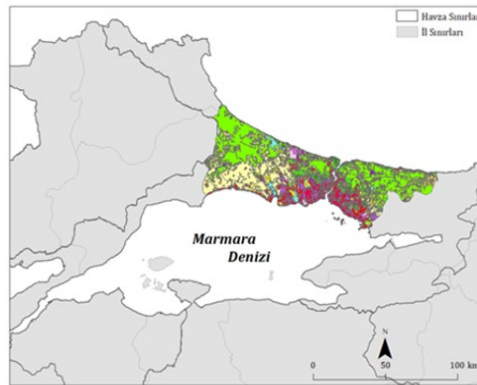 Havza Sınırları
İl Sınırları
Marmara
Denizi
N
0 50 100 km